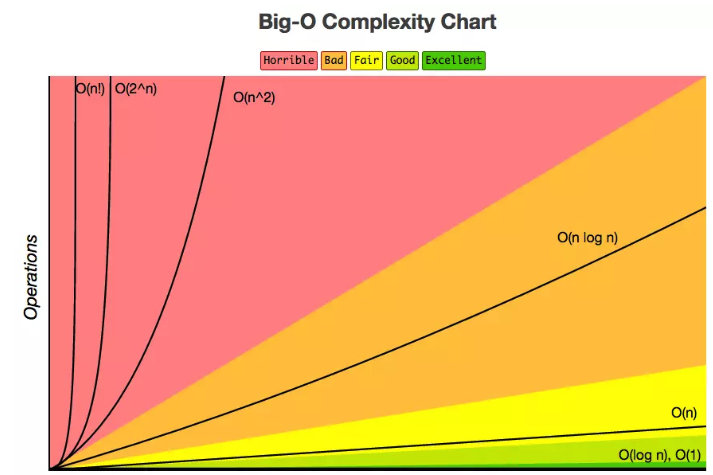 Big-O Complexity Chart
Horrible Bad Fair Good Excellent
O(n!) O(2^n)
O(n^2)
O(n log n)
Operations
O(n)
O(log n), O(1)